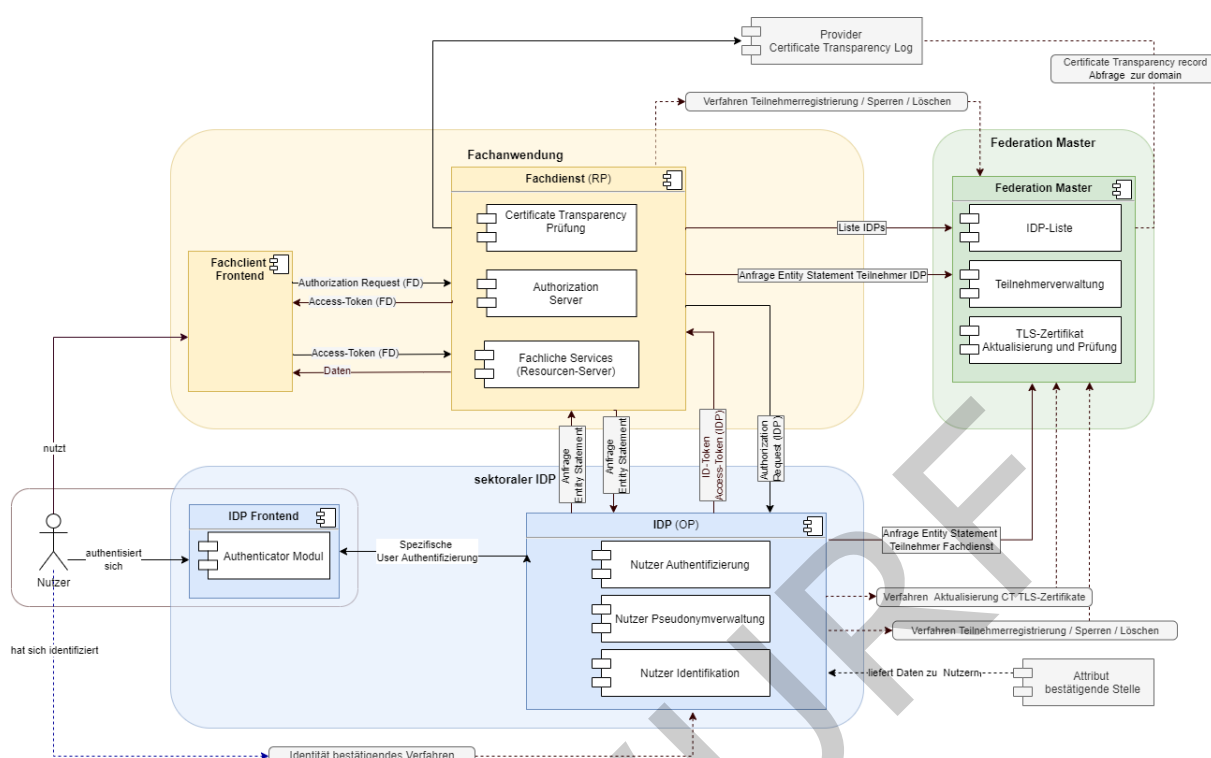 Provider
Certificate Transparency Log
Certificate Transparency record
Abfrage zur domain
Verfahren Teilnehmerregistrierung / Sperren / Löschen
Fachanwendung
Federation Master
Fachdienst (RP)
Federation Master
Certificate Transparency
Prüfung
Liste IDPs
IDP-Liste
Fachclient
Frontend
Authorization Request (FD)
Access-Token (FD)
Authorization
Server
Anfrage Entity Statement Teilnehmer IDP
Teilnehmerverwaltung
TLS-Zertifikat
Aktualisierung und Prüfung
Access-Token (FD)
Daten
Fachliche Services
(Resourcen-Server)
Anfrage
Entity Statement
Anfrage
Entity Statement
ID-Token
Access-Token (IDP)
Authorization
Request (IDP)
nutzt
sektoraler IDP
IDP Frontend
Authenticator Modul
IDP (OP)
Spezifische
User Authentifizierung
authentisiert
sich
Nutzer
Nutzer Authentifizierung
Anfrage Entity Statement
Teilnehmer Fachdienst
Verfahren Aktualisierung CT TLS-Zertifikate
Nutzer Pseudonymverwaltung
Verfahren Teilnehmerregistrierung / Sperren / Löschen
hat sich identifiziert
Nutzer Identifikation
liefert Daten zu Nutzern
Attribut
bestätigende Stelle
Identität bestätigendes Verfahren